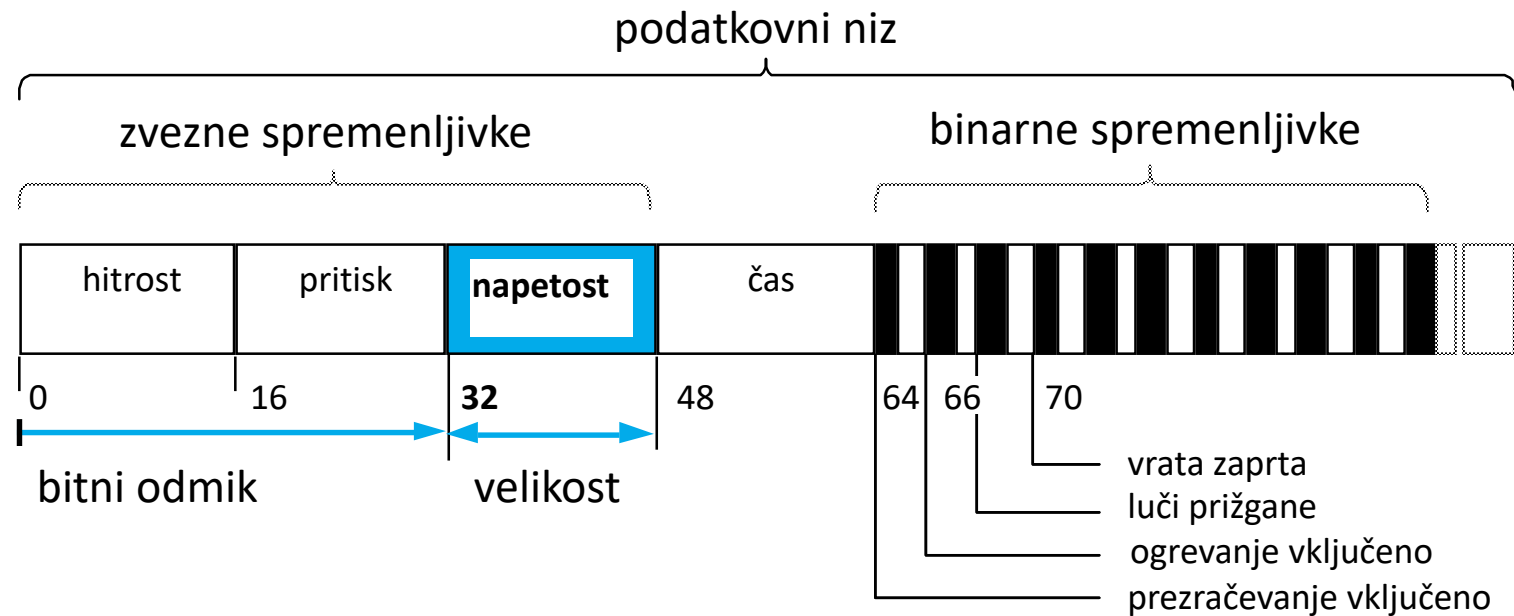 podatkovni niz
zvezne spremenljivke binarne spremenljivke
hitrost pritisk napetost čas
0 16 32 48 64 66 70
bitni odmik velikost
vrata zaprta
luči prižgane
ogrevanje vključeno
prezračevanje vključeno